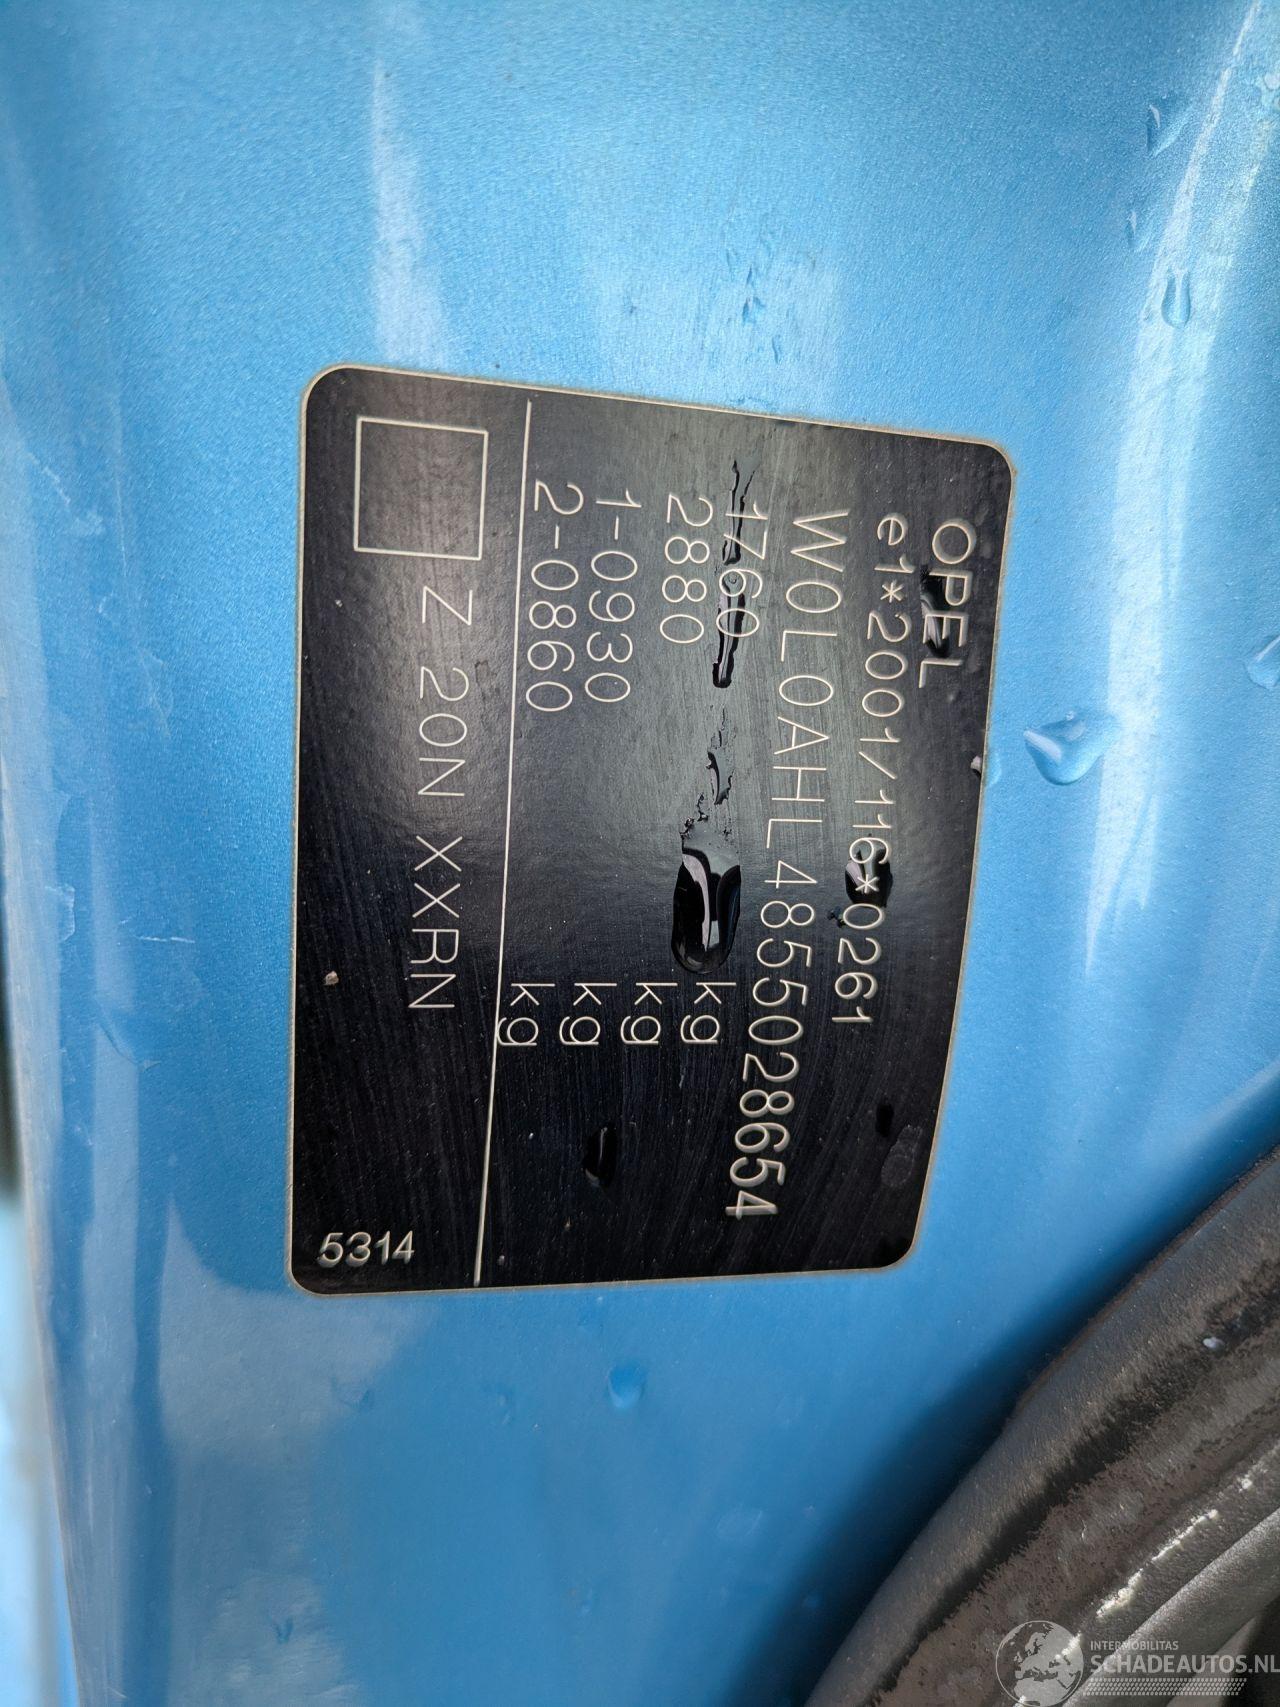 OPEL
e1*2001/116*0261
W0L0AHL4855028654
1760 kg
2880 kg
1-0930 kg
2-0860 kg
Z 20N XXRN
5314
INTERMOBILITAS
SCHADEAUTOS.NL